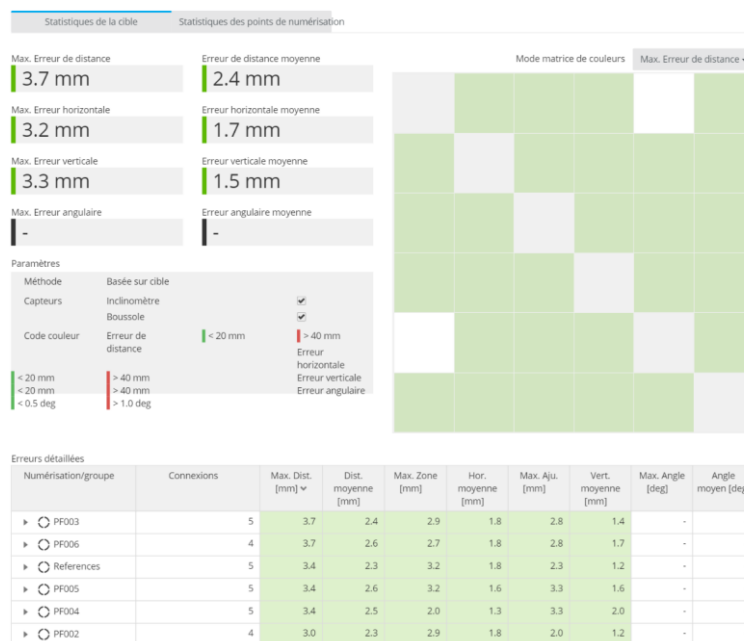 Statistiques de la cible
Statistiques des points de numérisation
Max. Erreur de distance
3.7 mm
Erreur de distance moyenne
2.4 mm
Mode matrice de couleurs
Max. Erreur de distance
Max. Erreur horizontale
3.2 mm
Erreur horizontale moyenne
1.7 mm
Max. Erreur verticale
3.3 mm
Erreur verticale moyenne
1.5 mm
Max. Erreur angulaire
-
Erreur angulaire moyenne
-
Paramètres
Méthode Basée sur cible
Capteurs Inclinomètre
Boussole
Code couleur Erreur de distance < 20 mm > 40 mm
Erreur horizontale
< 20 mm > 40 mm Erreur verticale
< 20 mm > 40 mm Erreur angulaire
< 0.5 deg > 1.0 deg
Erreurs détaillées
Numérisation/groupe Connexions Max. Dist. [mm] Dist. moyenne [mm] Max. Zone [mm] Hor. moyenne [mm] Max. Aju. [mm] Vert. moyenne [mm] Max. Angle [deg] Angle moyen [deg
PF003 5 3.7 2.4 2.9 1.8 2.8 1.4 -
PF006 4 3.7 2.6 2.7 1.8 2.8 1.7 -
References 5 3.4 2.3 3.2 1.8 2.3 1.2 -
PF005 5 3.4 2.6 3.2 1.6 3.3 1.6 -
PF004 5 3.4 2.5 2.0 1.3 3.3 2.0 -
PF002 4 3.0 2.3 2.9 1.8 2.0 1.2 -